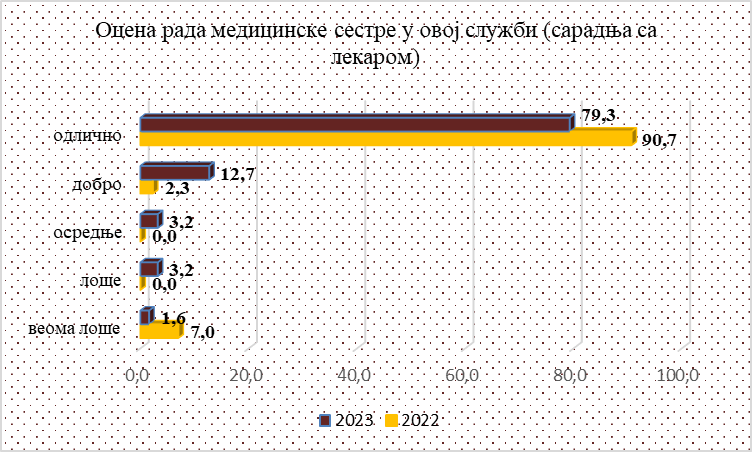 Оцена рада медицинске сестре у овој служби (сарадња са
лекаром)
одлично
79,3
90,7
добро
12,7
2,3
осредње
3,2
0,0
лоше
3,2
0,0
веома лоше
1,6
7,0
0,0 20,0 40,0 60,0 80,0 100,0
2023 2022